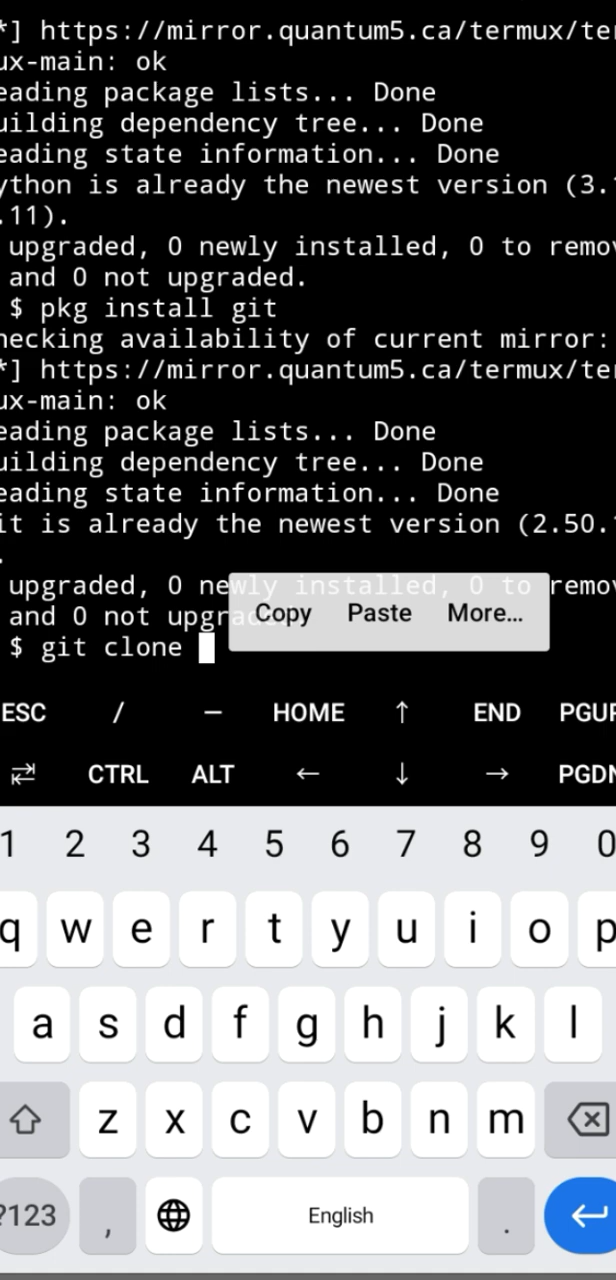 *] https://mirror.quantum5.ca/termux/te
ux-main: ok
eading package lists... Done
uilding dependency tree... Done
eading state information... Done
ython is already the newest version (3.1
.11).
upgraded, 0 newly installed, 0 to remov
and 0 not upgraded.
$ pkg install git
hecking availability of current mirror:
*] https://mirror.quantum5.ca/termux/te
ux-main: ok
eading package lists... Done
uilding dependency tree... Done
eading state information... Done
it is already the newest version (2.50.1
.
upgraded, 0 newly installed, 0 to remov
and 0 not upgraded.
Copy Paste More...
$ git clone
ESC / – HOME ↑ END PGUP
⇄ CTRL ALT ← ↓ → PGDN
1 2 3 4 5 6 7 8 9 0
q w e r t y u i o p
a s d f g h j k l
z x c v b n m
?123 , English .